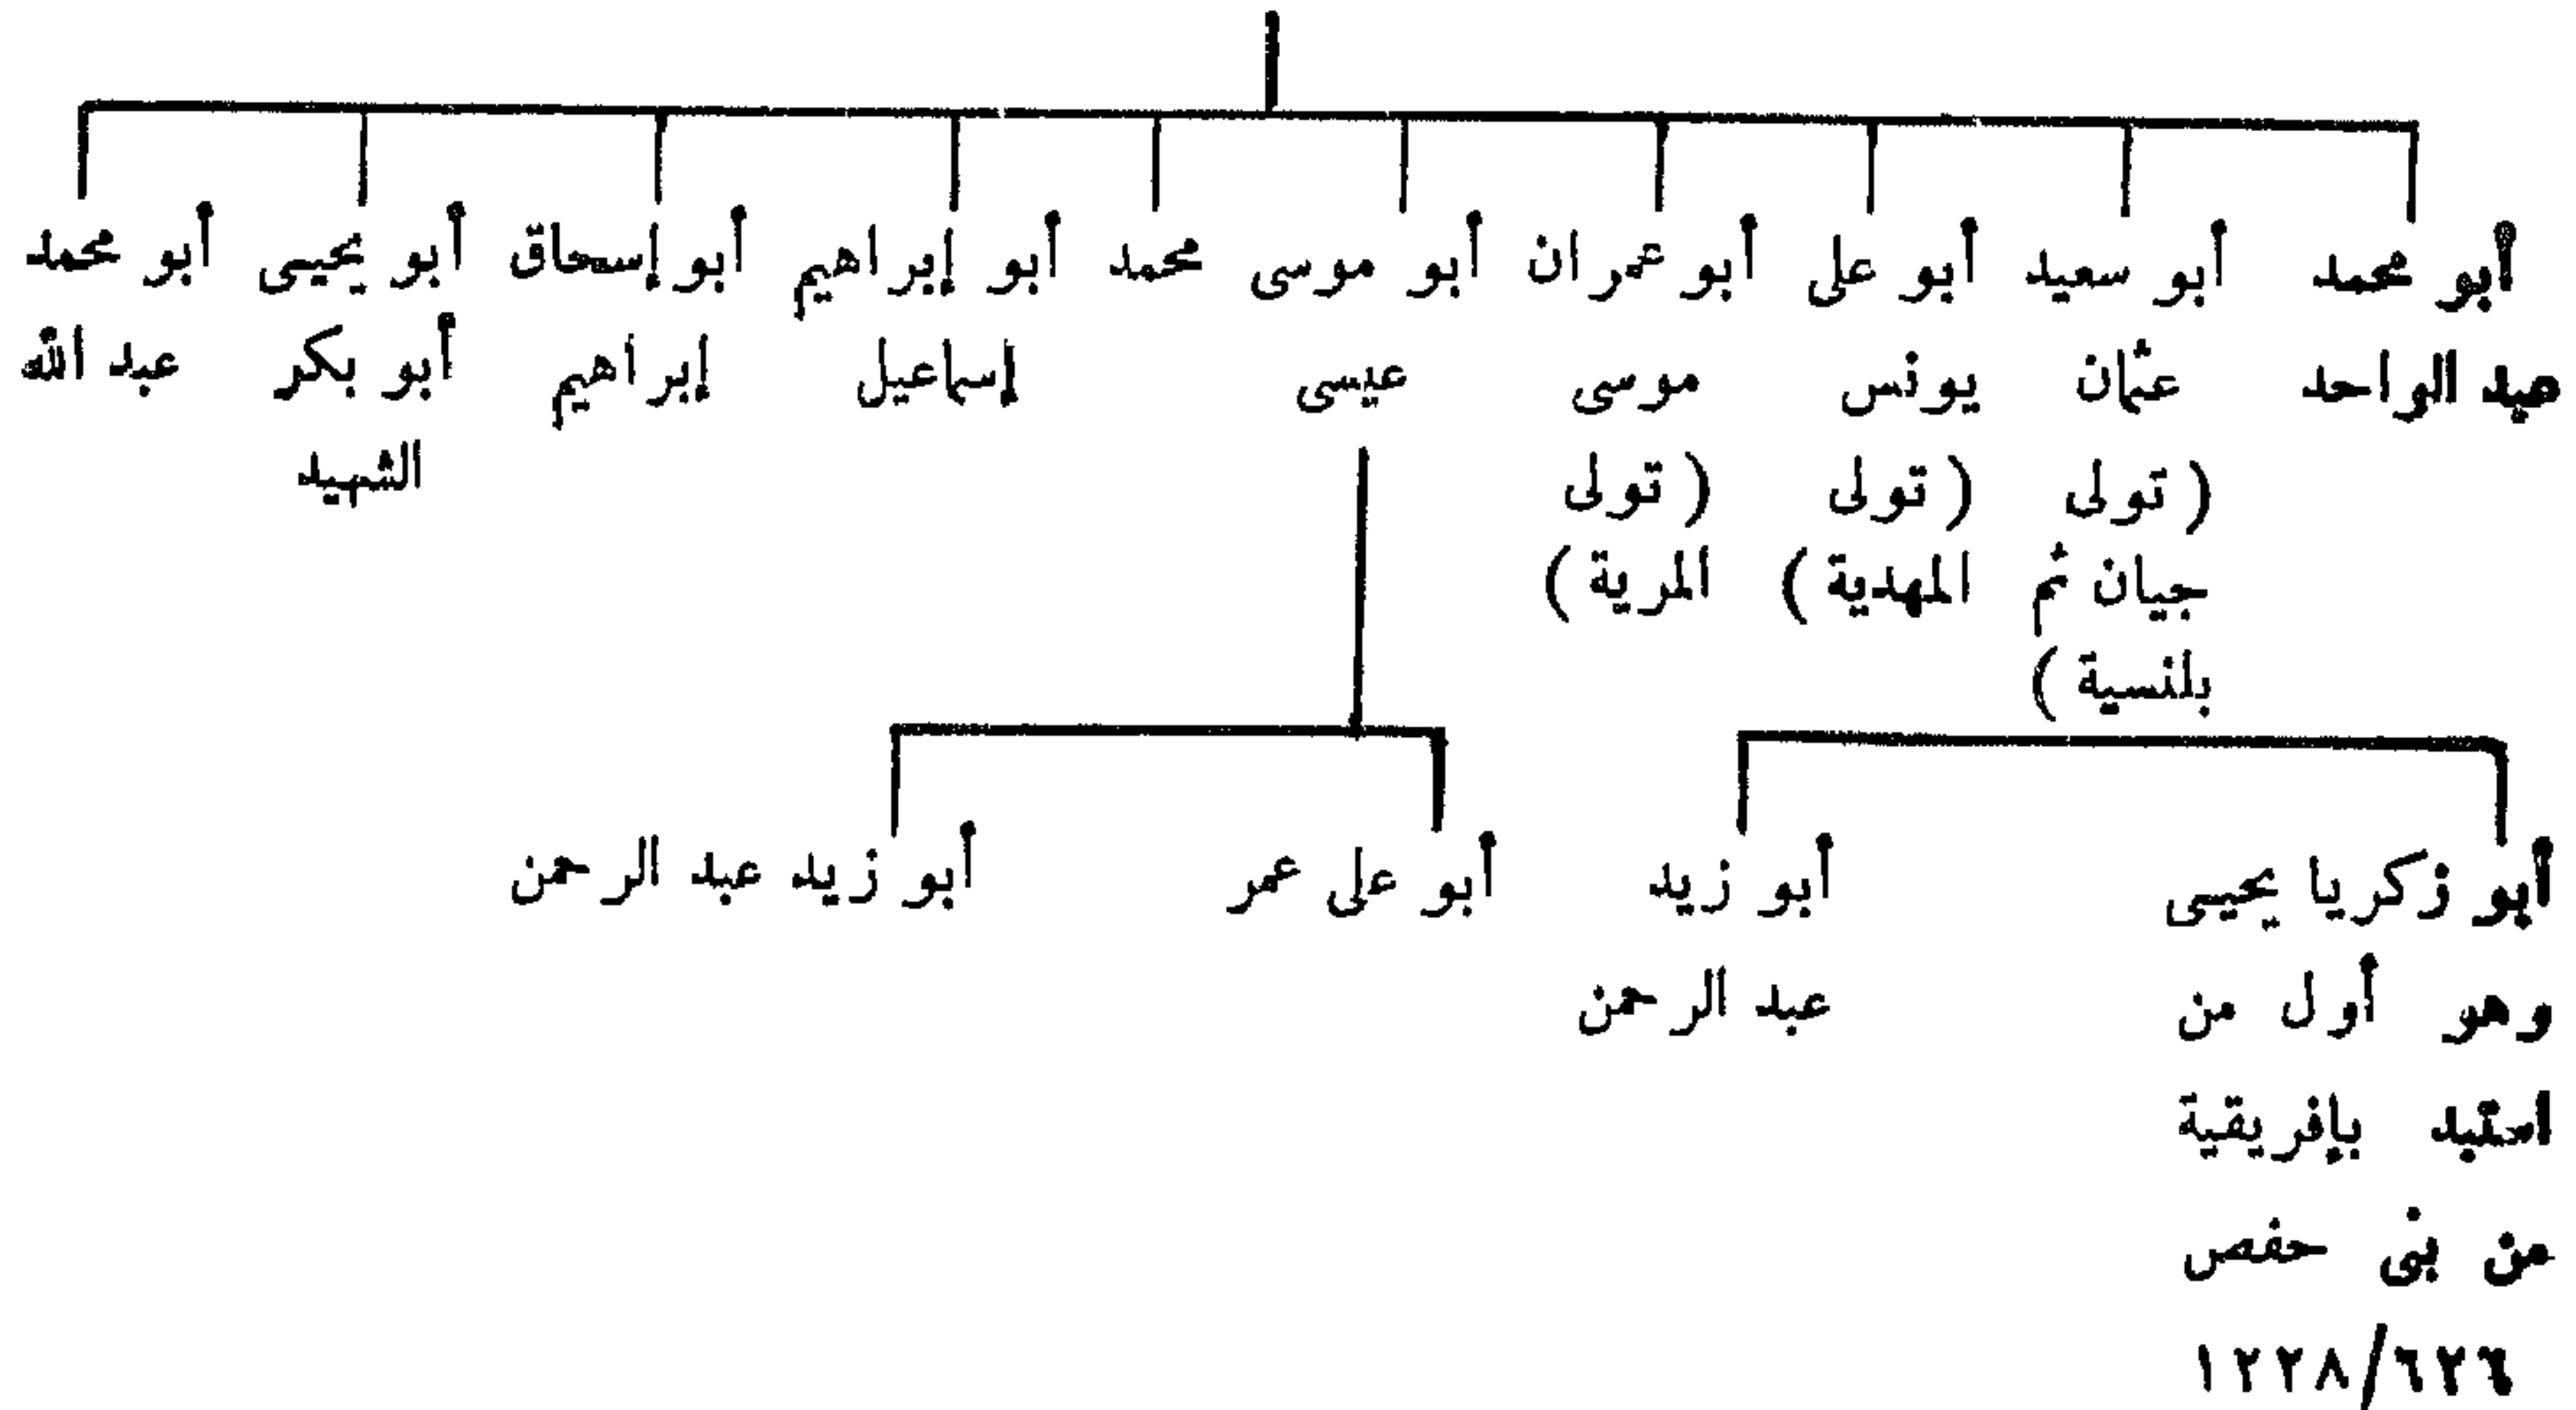 أبو محمد
عبد الواحد
أبو سعيد
عثمان
( تولى
جيان ثم
بلنسية )
أبو على
يونس
( تولى
المهدية )
أبو عمران
موسى
( تولى
المرية )
أبو موسى
عيسى
محمد
أبو إبراهيم
إسماعيل
أبو إسحاق
إبراهيم
أبو يحيى
أبو بكر
الشهيد
أبو محمد
عبد الله
أبو زكريا يحيى
وهو أول من
استبد بإفريقية
من بنى حفص
٦٢٦/١٢٢٨
أبو زيد
عبد الرحمن
أبو على عمر
أبو زيد عبد الرحمن